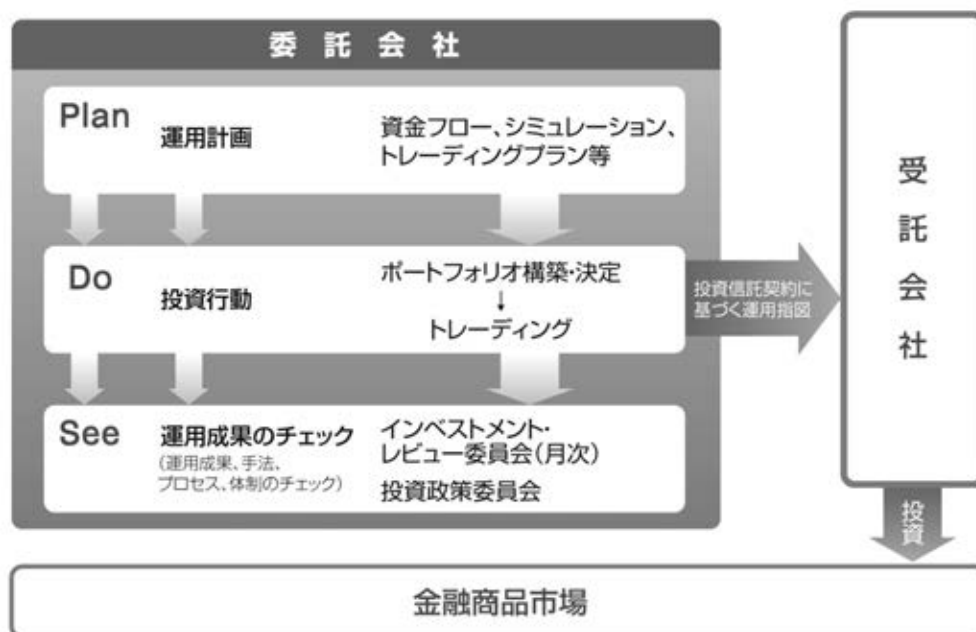 委託会社
Plan
運用計画
資金フロー、シミュレーション、
トレーディングプラン等
Do
投資行動
ポートフォリオ構築・決定
↓
トレーディング
See
運用成果のチェック
(運用成果、手法、
プロセス、体制のチェック)
インベストメント・
レビュー委員会(月次)
投資政策委員会
投資信託契約に
基づく運用指図
受託会社
投資
金融商品市場